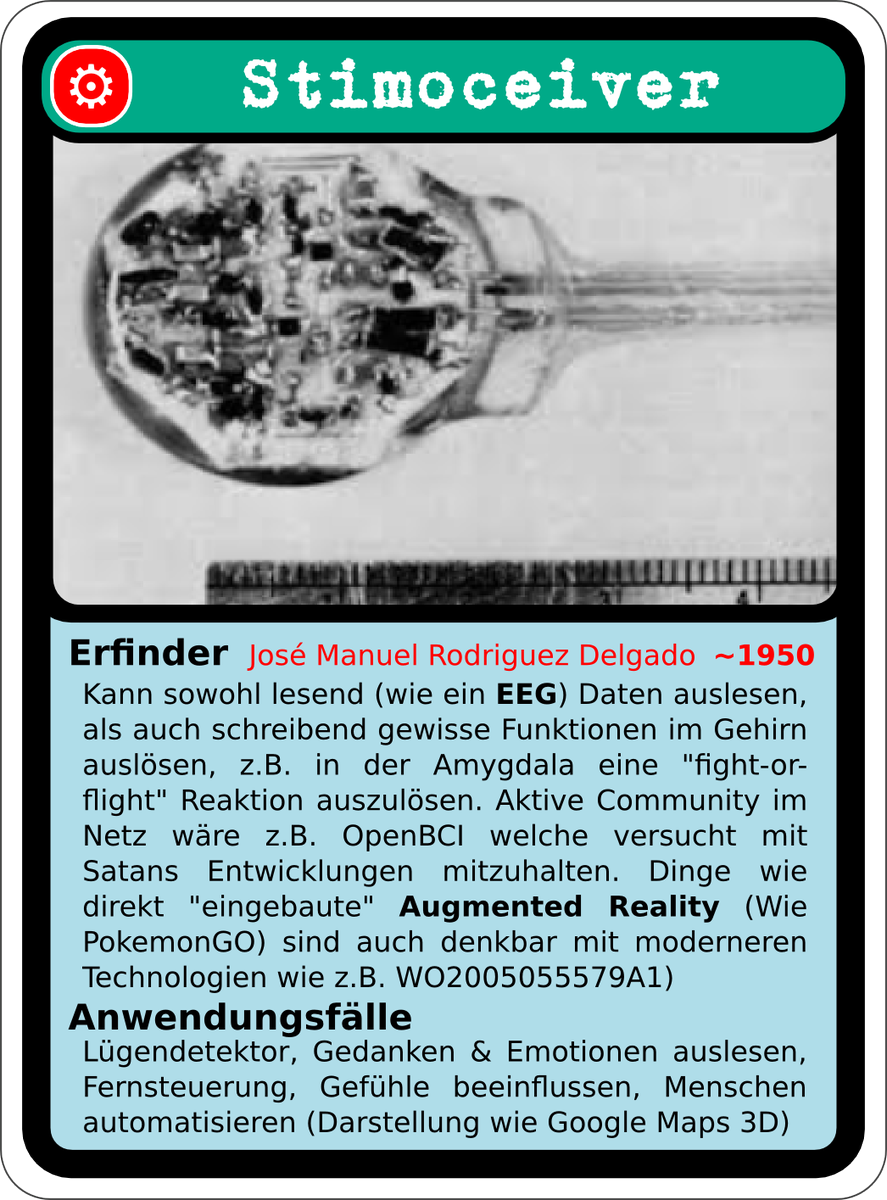 Stimoceiver
Erfinder José Manuel Rodriguez Delgado ~1950
Kann sowohl lesend (wie ein EEG) Daten auslesen,
als auch schreibend gewisse Funktionen im Gehirn
auslösen, z.B. in der Amygdala eine "fight-or-
flight" Reaktion auszulösen. Aktive Community im
Netz wäre z.B. OpenBCI welche versucht mit
Satans Entwicklungen mitzuhalten. Dinge wie
direkt "eingebaute" Augmented Reality (Wie
PokemonGO) sind auch denkbar mit moderneren
Technologien wie z.B. WO2005055579A1)
Anwendungsfälle
Lügendetektor, Gedanken & Emotionen auslesen,
Fernsteuerung, Gefühle beeinflussen, Menschen
automatisieren (Darstellung wie Google Maps 3D)